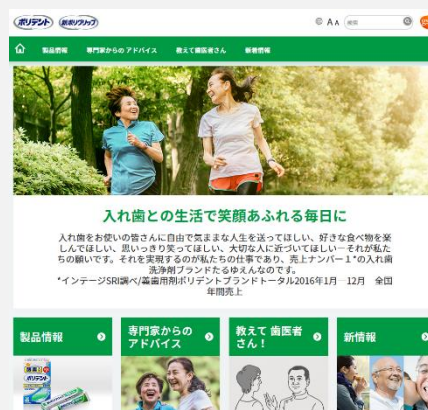 ポリデント 新ポリグリップ
A A 検索
製品情報 専門家からのアドバイス 教えて歯医者さん 新着情報
入れ歯との生活で笑顔あふれる毎日に
入れ歯をお使いの皆さんに自由で気ままな人生を送ってほしい、好きな食べ物を楽
しんでほしい、思いっきり笑ってほしい、大切な人に近づいてほしい―それが私た
ちの願いです。それを実現するのが私たちの仕事であり、売上ナンバー1*の入れ歯
洗浄剤ブランドたるゆえんなのです。
*インテージSRI調べ/義歯用剤ポリデントブランドトータル2016年1月―12月 全国
年間売上
製品情報
専門家からの
アドバイス
教えて 歯医者
さん！
新情報
ポリデント